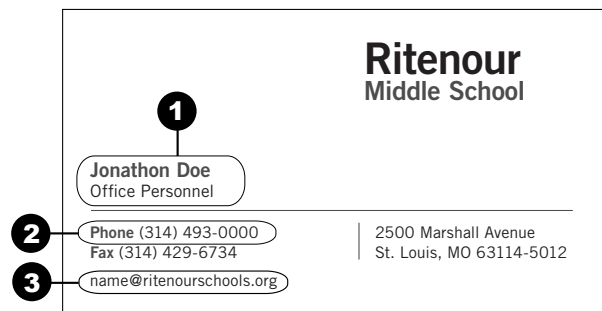 Ritenour
Middle School
1
Jonathon Doe
Office Personnel
2
Phone (314) 493-0000
Fax (314) 429-6734
3
name@ritenourschools.org
2500 Marshall Avenue
St. Louis, MO 63114-5012